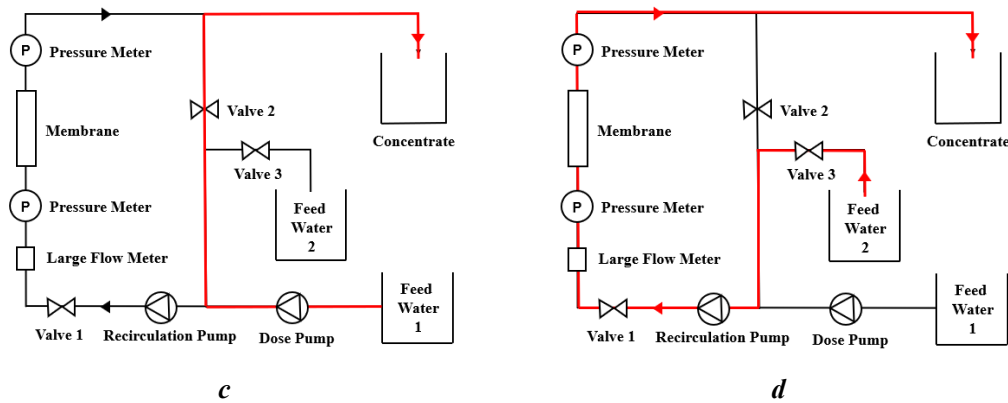 P
Pressure Meter
Membrane
P
Pressure Meter
Large Flow Meter
Valve 1
Recirculation Pump
Dose Pump
Valve 2
Valve 3
Feed
Water
2
Feed
Water
1
Concentrate
c
P
Pressure Meter
Membrane
P
Pressure Meter
Large Flow Meter
Valve 1
Recirculation Pump
Dose Pump
Valve 2
Valve 3
Feed
Water
2
Feed
Water
1
Concentrate
d